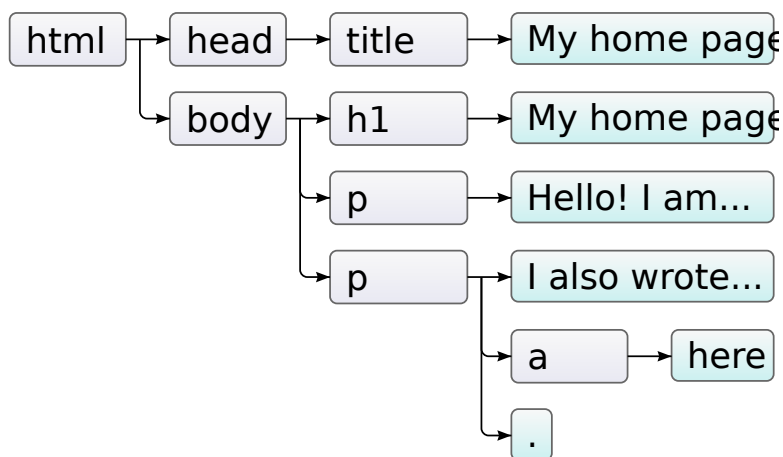 html head title My home page
body h1 My home page
p Hello! I am...
p I also wrote...
a here
.